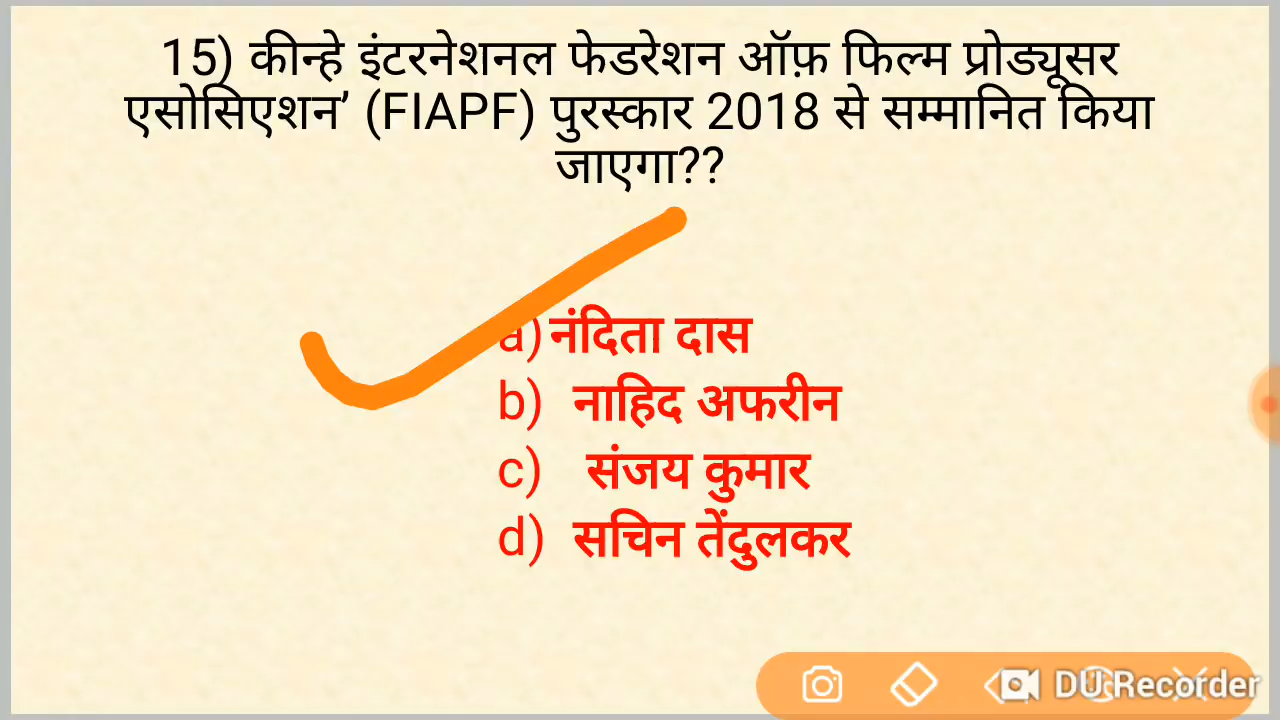 15) कीन्हे इंटरनेशनल फेडरेशन ऑफ़ फिल्म प्रोड्यूसर
एसोसिएशन’ (FIAPF) पुरस्कार 2018 से सम्मानित किया
जाएगा??
a)नंदिता दास
b) नाहिद अफरीन
c) संजय कुमार
d) सचिन तेंदुलकर
DU Recorder